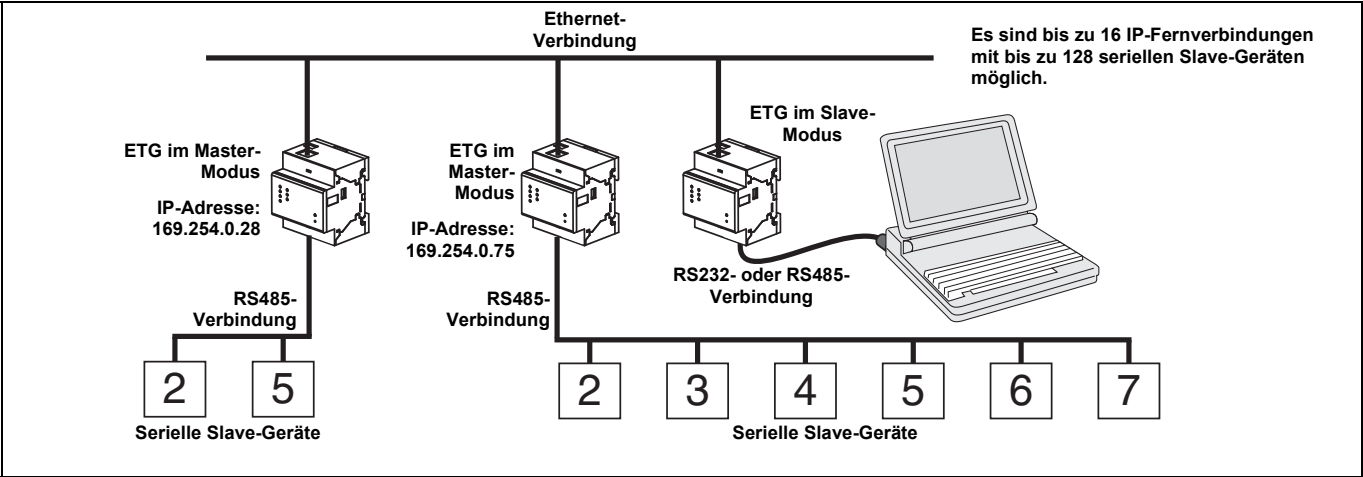 Ethernet-
Verbindung
Es sind bis zu 16 IP-Fernverbindungen
mit bis zu 128 seriellen Slave-Geräten
möglich.
ETG im Master-
Modus
IP-Adresse:
169.254.0.28
ETG im
Master-
Modus
IP-Adresse:
169.254.0.75
ETG im Slave-
Modus
RS232- oder RS485-
Verbindung
RS485-
Verbindung
RS485-
Verbindung
2
5
2
3
4
5
6
7
Serielle Slave-Geräte
Serielle Slave-Geräte